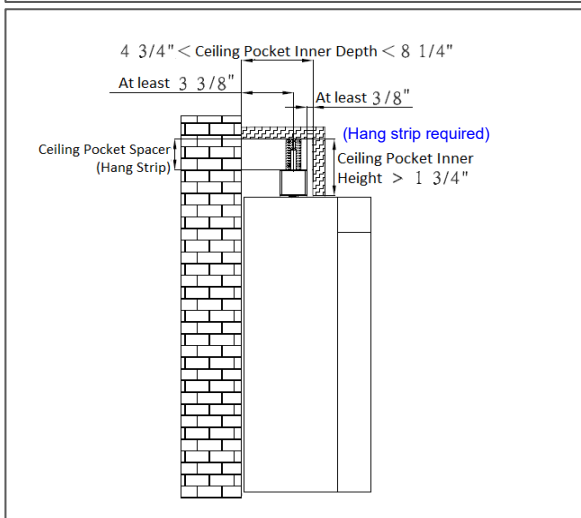 4 3/4" < Ceiling Pocket Inner Depth < 8 1/4"
At least 3 3/8"
At least 3/8"
(Hang strip required)
Ceiling Pocket Spacer
(Hang Strip)
Ceiling Pocket Inner
Height > 1 3/4"